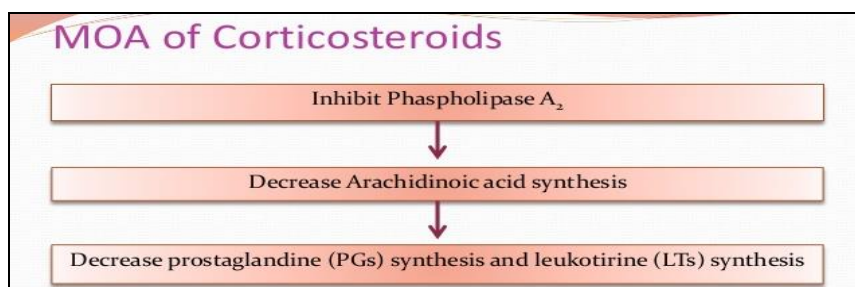 MOA of Corticosteroids
Inhibit Phaspholipase A₂
Decrease Arachidinoic acid synthesis
Decrease prostaglandine (PGs) synthesis and leukotirine (LTs) synthesis